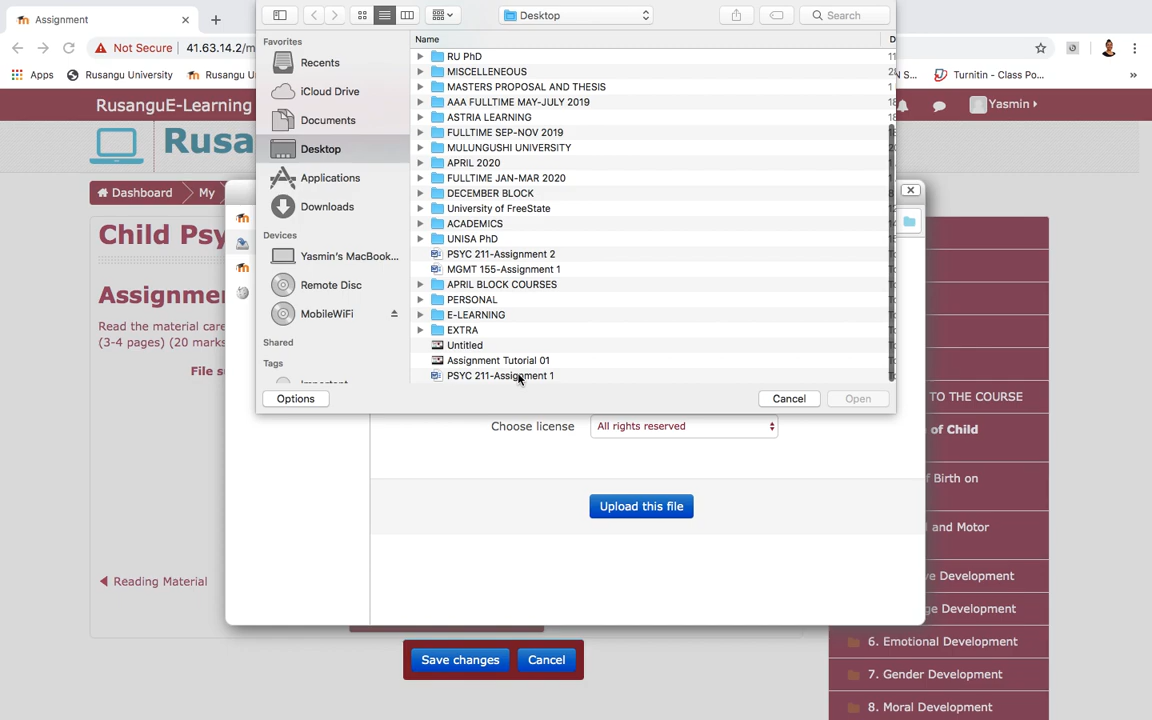 Assignment
Not Secure
41.63.14.2/m
Apps
Rusangu University
Rusangu U
N S...
Turnitin - Class Po...
»
RusanguE-Learning
Yasmin
Rusa
Dashboard
My
Child Psy
Assignme
Read the material care
(3-4 pages) (20 marks
File s
Reading Material
Desktop
Search
Favorites
Recents
iCloud Drive
Documents
Desktop
Applications
Downloads
Devices
Yasmin's MacBook...
Remote Disc
MobileWiFi
Shared
Tags
Important
Name
D
RU PhD
MISCELLENEOUS
MASTERS PROPOSAL AND THESIS
AAA FULLTIME MAY-JULY 2019
ASTRIA LEARNING
FULLTIME SEP-NOV 2019
MULUNGUSHI UNIVERSITY
APRIL 2020
FULLTIME JAN-MAR 2020
DECEMBER BLOCK
University of FreeState
ACADEMICS
UNISA PhD
PSYC 211-Assignment 2
MGMT 155-Assignment 1
APRIL BLOCK COURSES
PERSONAL
E-LEARNING
EXTRA
Untitled
Assignment Tutorial 01
PSYC 211-Assignment 1
Options
Cancel
Open
Choose license
All rights reserved
Upload this file
Save changes
Cancel
TO THE COURSE
of Child
f Birth on
and Motor
ve Development
ge Development
6. Emotional Development
7. Gender Development
8. Moral Development